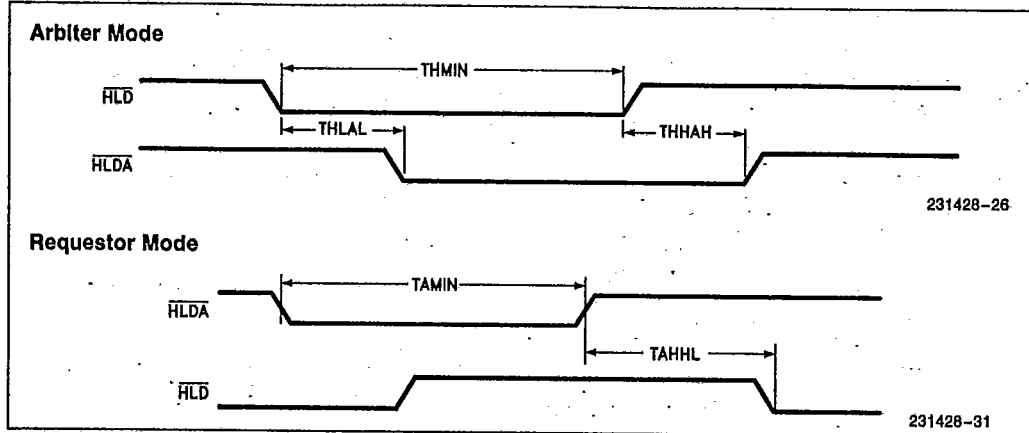 Arbiter Mode
THMIN
HLD
THLAL
THHAH
HLDA
231428-26
Requestor Mode
TAMIN
HLDA
TAHHL
HLD
231428-31